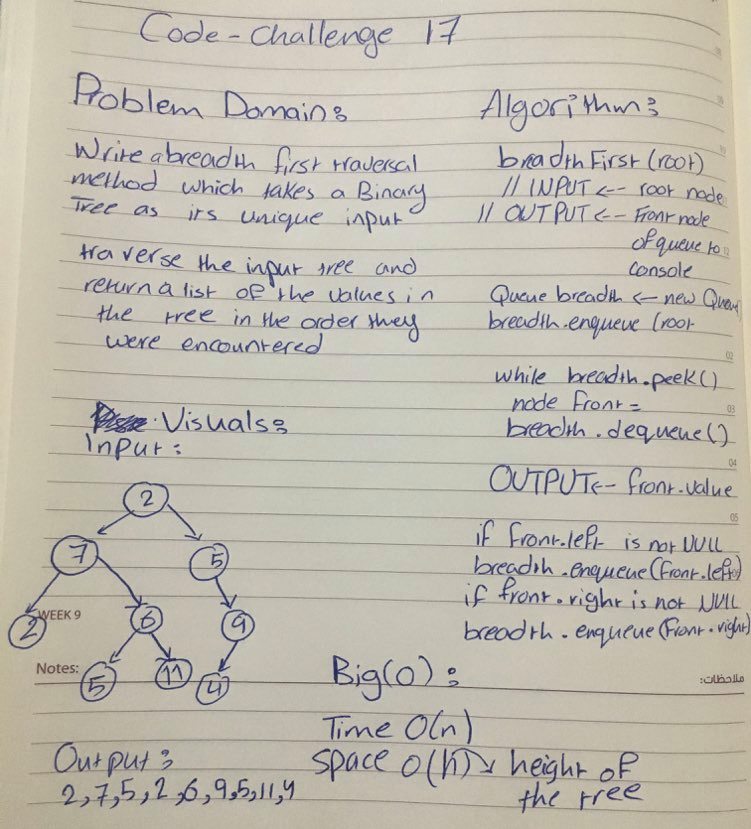 Code-challenge 17
Problem Domain:
Write a breadth first traversal
method which takes a Binary
Tree as its unique input
traverse the input tree and
return a list of the values in
the tree in the order they
were encountered
Visuals:
Input:
2
7
5
2
6
9
5
11
4
WEEK 9
Notes:
Output:
2,7,5,2,6,9,5,11,4
Algorithm:
breadth First (root)
// INPUT <-- root node
// OUTPUT <-- Front node
of queue to
console
Queue breadth <-- new Queue
breadth.enqueue (root
while breadth.peek()
node front =
breadth.dequeue()
OUTPUT <-- front.value
if front.left is not NULL
breadth.enqueue(front.left)
if front.right is not NULL
breadth.enqueue(front.right)
02
03
04
05
ملاحظات:
Big(O):
Time O(n)
space O(h) → height of
the tree